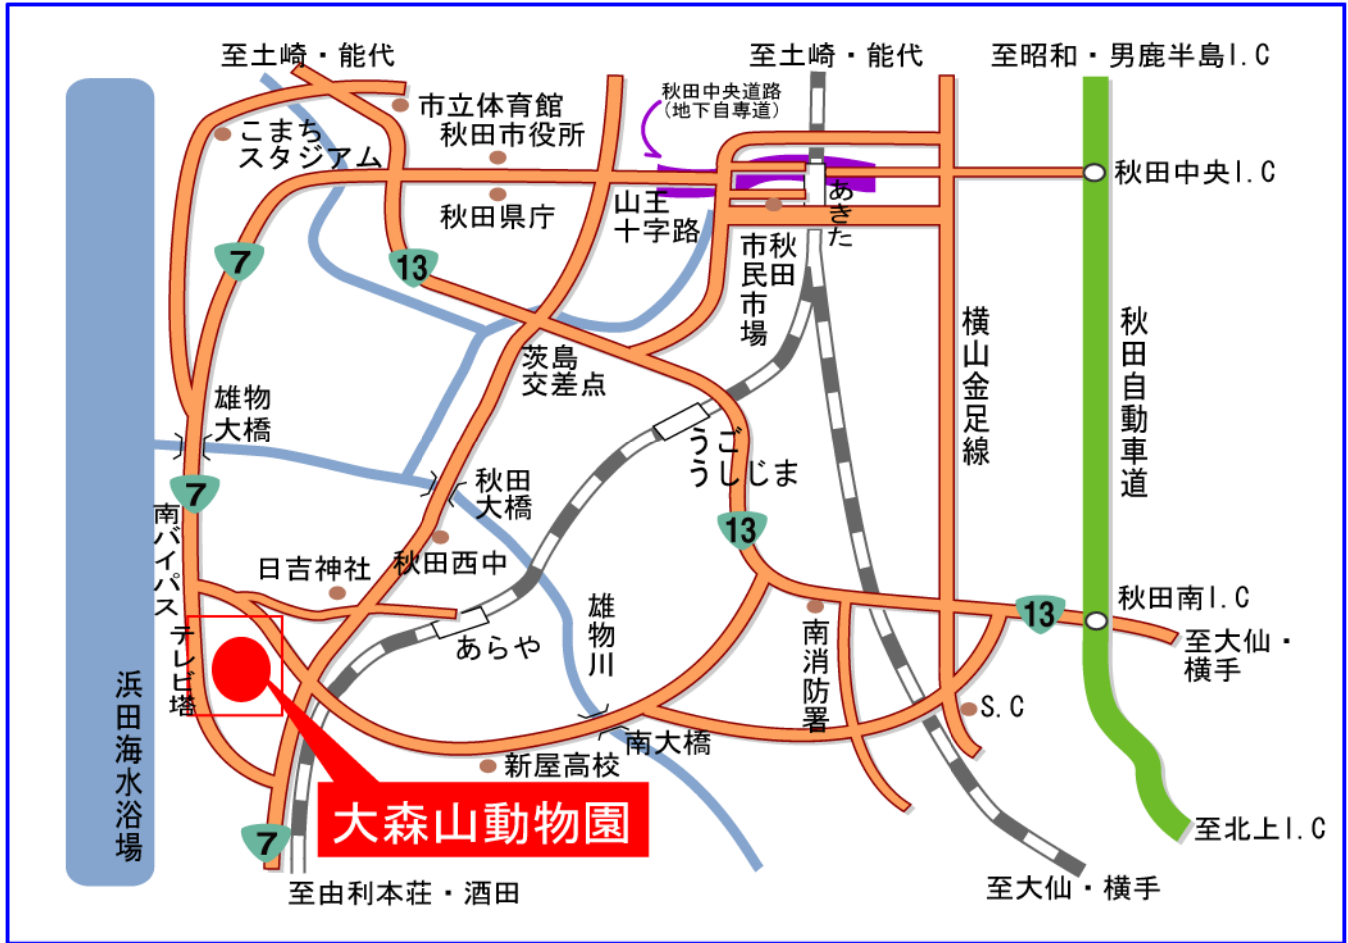 至土崎・能代
至土崎・能代
至昭和・男鹿半島I.C
秋田中央道路
(地下自専道)
市立体育館
こまち
スタジアム
秋田市役所
秋田県庁
山王
十字路
あきた
秋田中央I.C
7
13
秋田
市民市場
横山金足線
秋田自動車道
茨島
交差点
雄物
大橋
うご
うしじま
7
秋田
大橋
13
南バイパス
日吉神社
秋田西中
雄物川
南消防署
13
秋田南I.C
至大仙・
横手
テレビ塔
あらや
浜田海水浴場
S.C
南大橋
新屋高校
大森山動物園
7
至北上I.C
至由利本荘・酒田
至大仙・横手